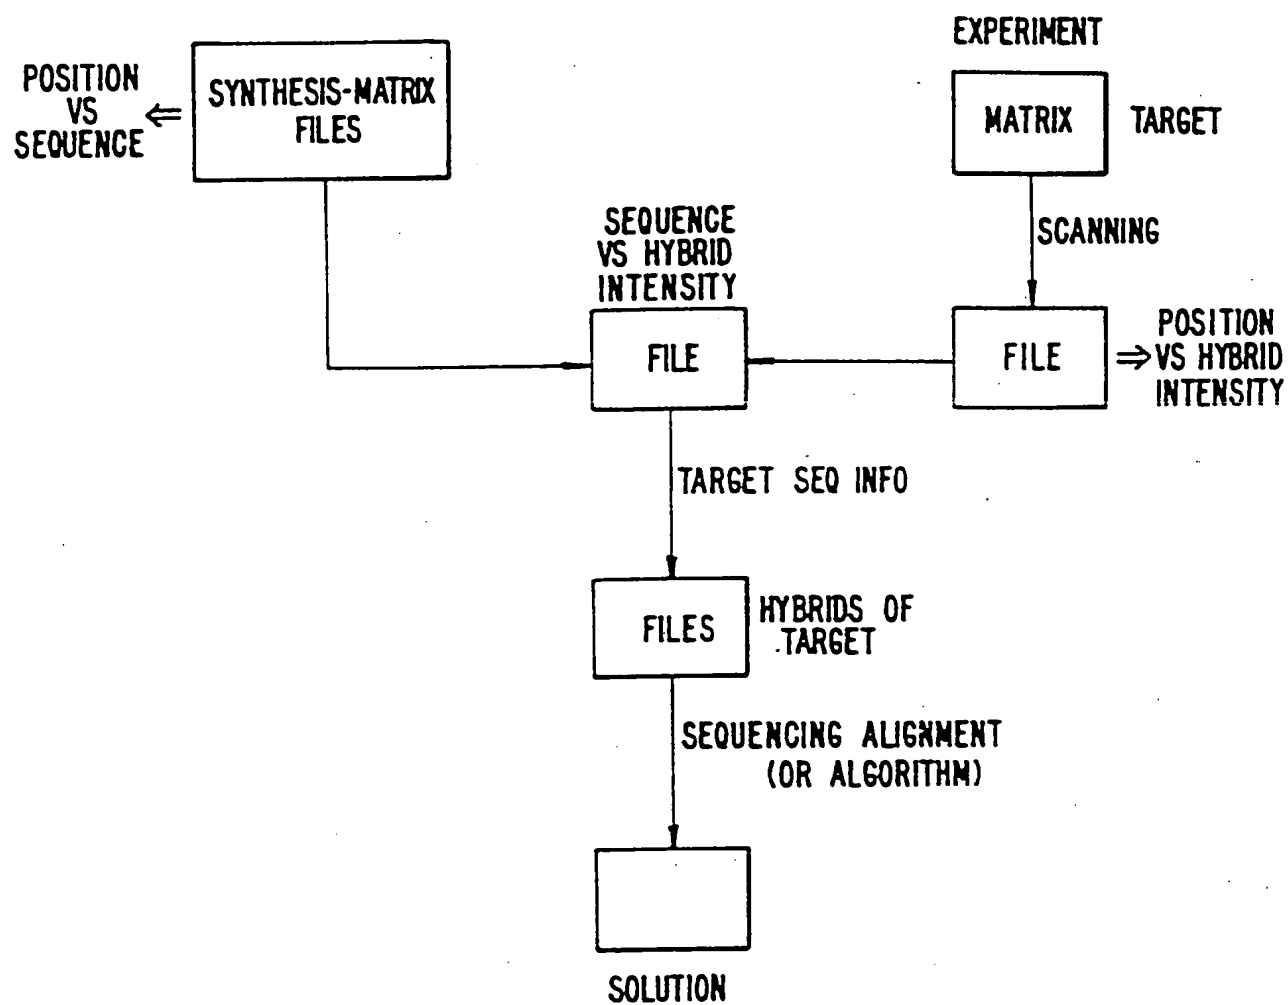 EXPERIMENT
POSITION
VS
SEQUENCE
SYNTHESIS-MATRIX
FILES
MATRIX
TARGET
SCANNING
SEQUENCE
VS HYBRID
INTENSITY
FILE
FILE
POSITION
VS HYBRID
INTENSITY
TARGET SEQ INFO
FILES
HYBRIDS OF
TARGET
SEQUENCING ALIGNMENT
(OR ALGORITHM)
SOLUTION